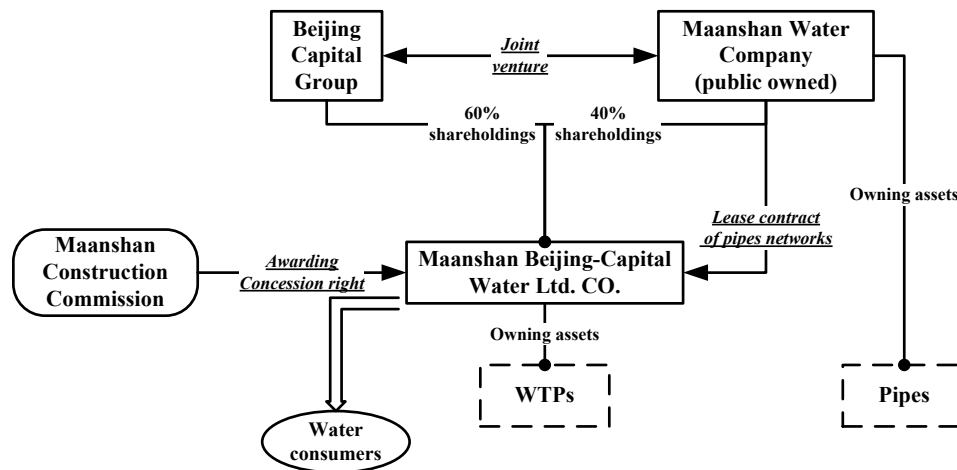 Beijing
Capital
Group
Joint
venture
Maanshan Water
Company
(public owned)
60%
shareholdings
40%
shareholdings
Owning assets
Lease contract
of pipes networks
Maanshan
Construction
Commission
Awarding
Concession right
Maanshan Beijing-Capital
Water Ltd. CO.
Owning assets
WTPs
Pipes
Water
consumers